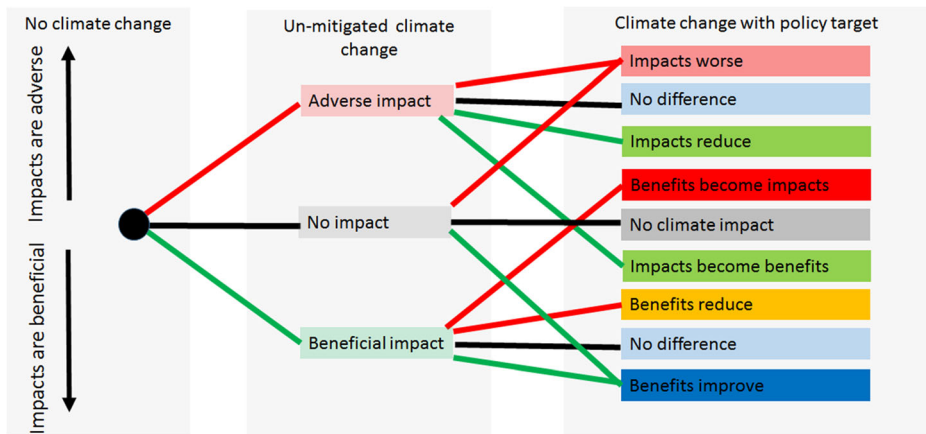 No climate change
Un-mitigated climate
change
Climate change with policy target
Impacts are adverse
Impacts are beneficial
Adverse impact
No impact
Beneficial impact
Impacts worse
No difference
Impacts reduce
Benefits become impacts
No climate impact
Impacts become benefits
Benefits reduce
No difference
Benefits improve